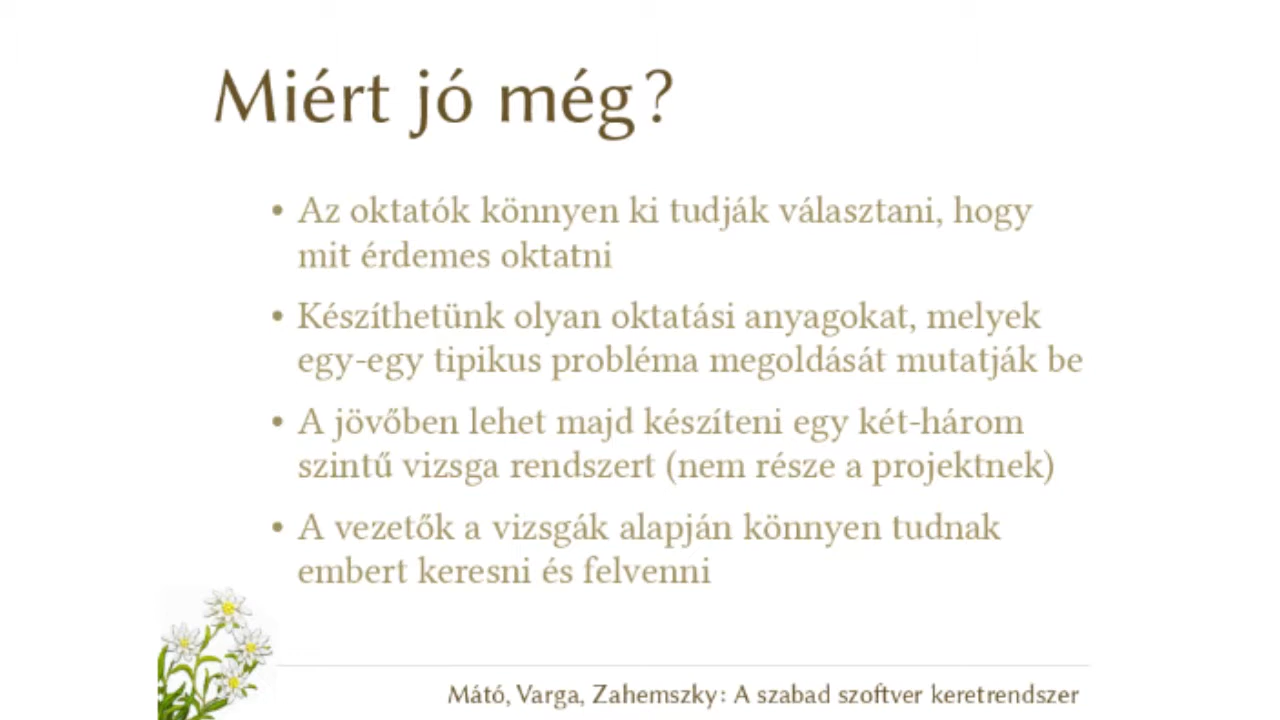 Miért jó még?
• Az oktatók könnyen ki tudják választani, hogy
mit érdemes oktatni
• Készíthetünk olyan oktatási anyagokat, melyek
egy-egy tipikus probléma megoldását mutatják be
• A jövőben lehet majd készíteni egy két-három
szintű vizsga rendszert (nem része a projektnek)
• A vezetők a vizsgák alapján könnyen tudnak
embert keresni és felvenni
Mátó, Varga, Zahemszky: A szabad szoftver keretrendszer